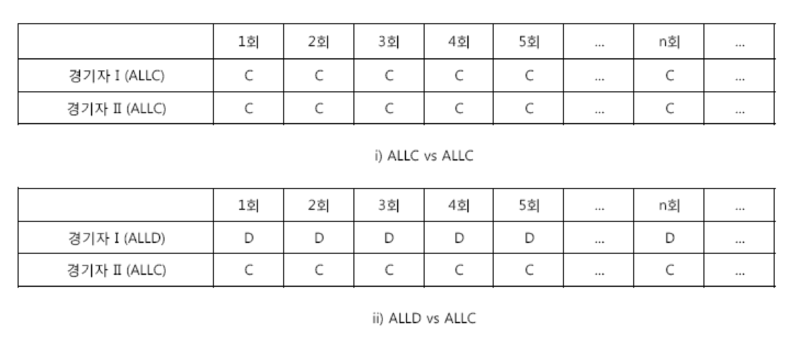 1회 2회 3회 4회 5회 ... n회 ...
경기자 I (ALLC) C C C C C ... C ...
경기자 II (ALLC) C C C C C ... C ...
i) ALLC vs ALLC
1회 2회 3회 4회 5회 ... n회 ...
경기자 I (ALLD) D D D D D ... D ...
경기자 II (ALLC) C C C C C ... C ...
ii) ALLD vs ALLC